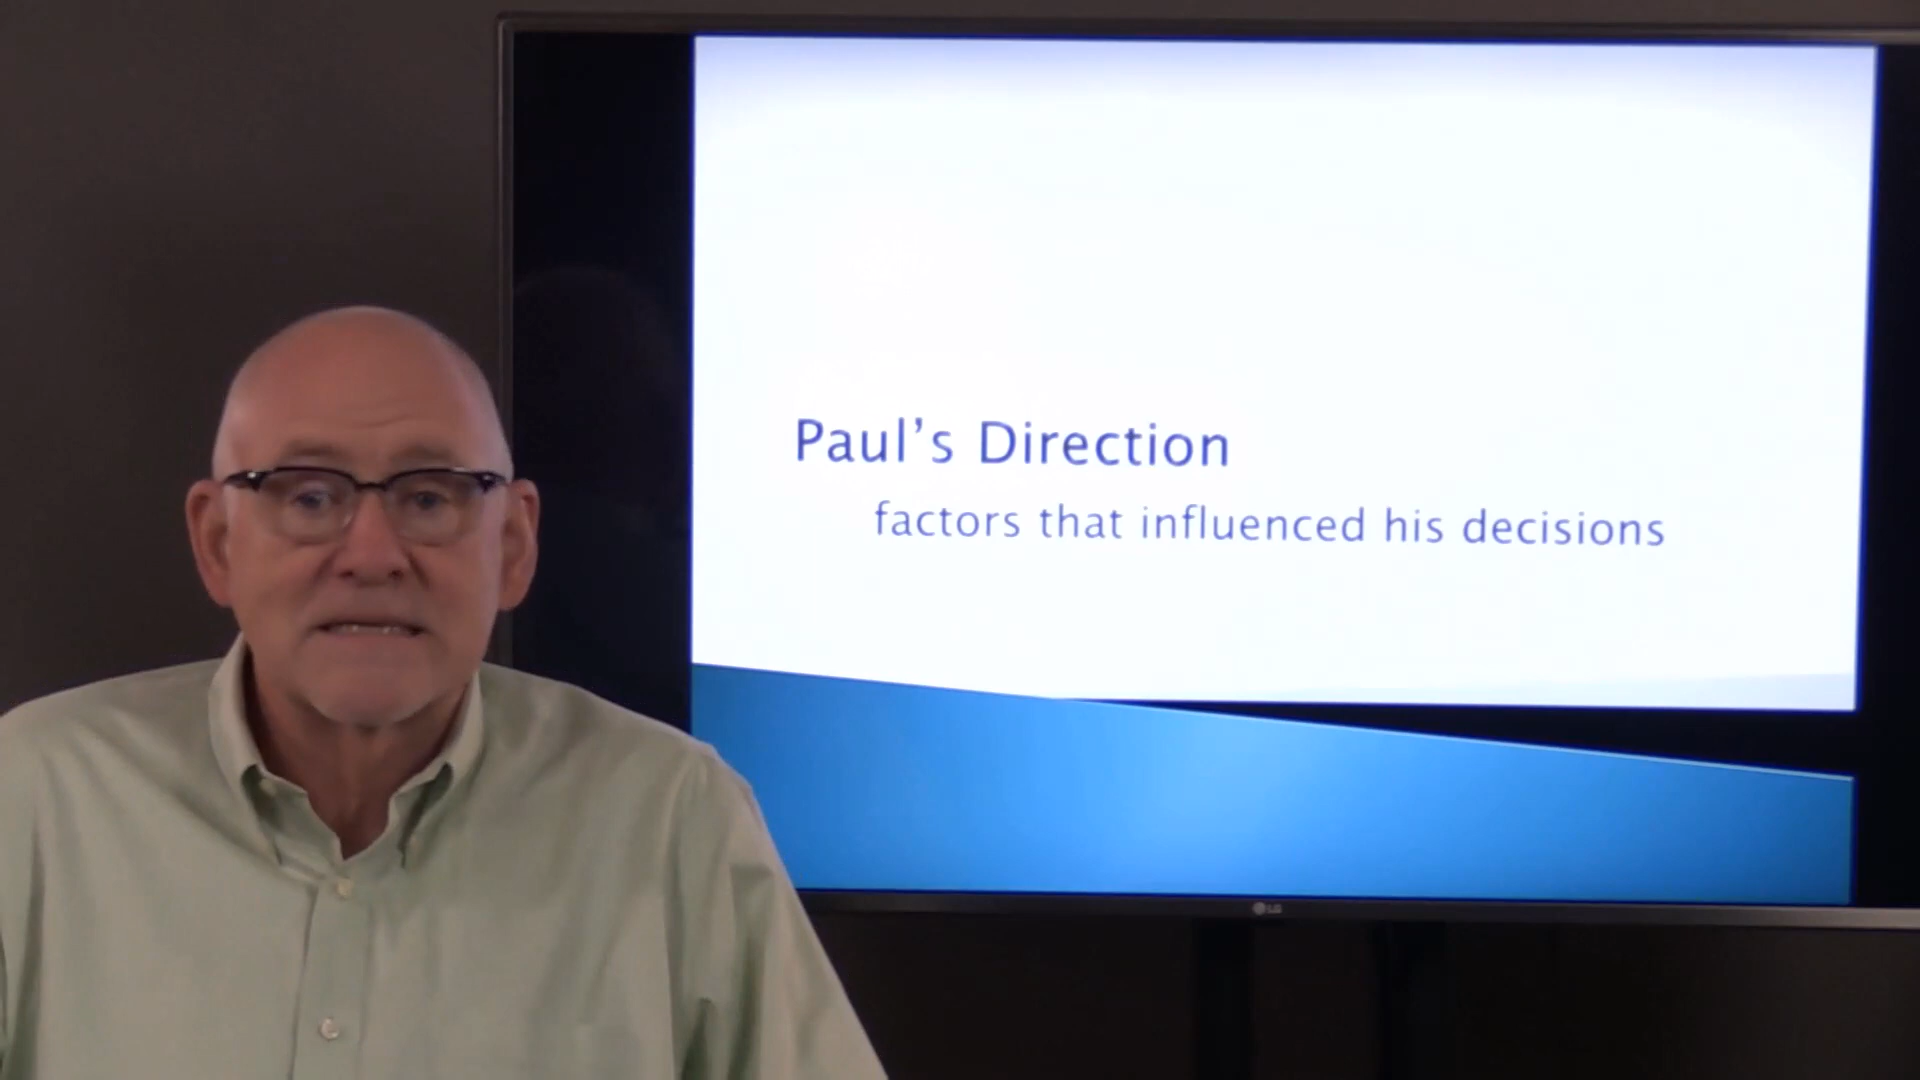 Paul’s Direction
factors that influenced his decisions
LG